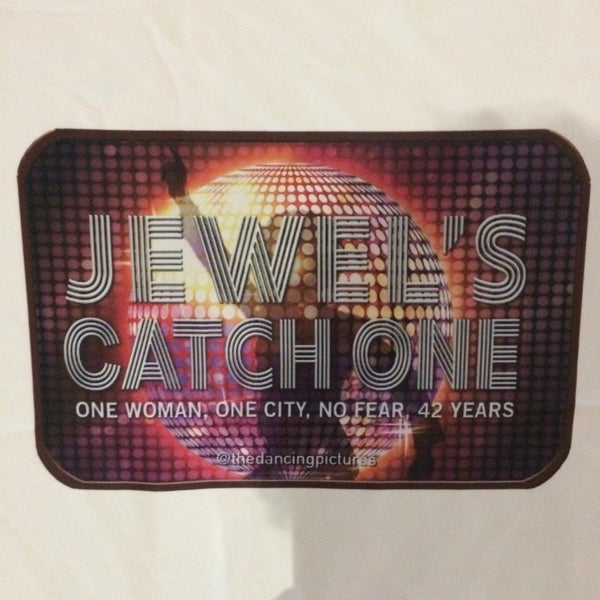 JEWEL'S
CATCH ONE
ONE WOMAN, ONE CITY, NO FEAR, 42 YEARS
@thedancingpictures